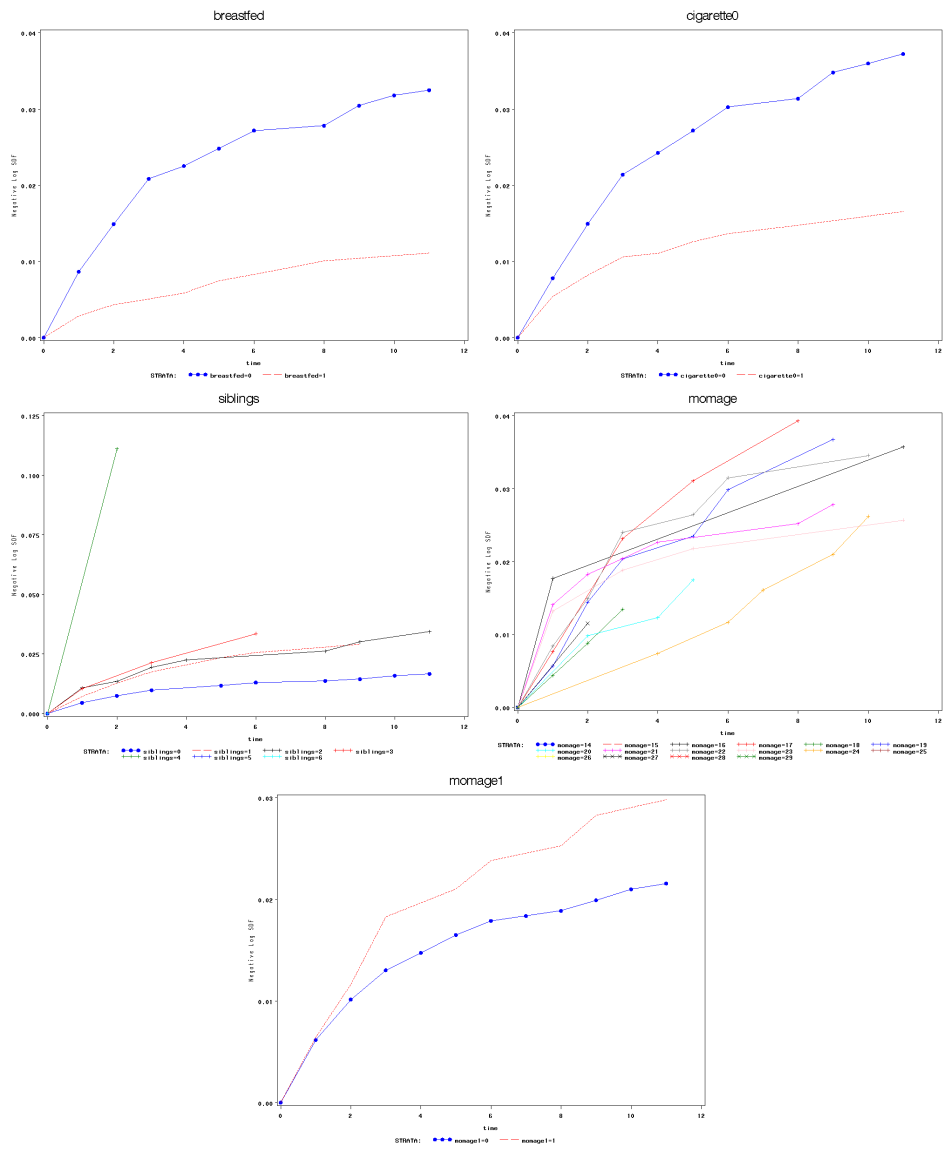 breastfed
cigarette0
0.04
0.03
0.02
0.01
0.00
Negative Log SDF
0 2 4 6 8 10 12
time
STRATA: breastfed=0 breastfed=1
0.04
0.03
0.02
0.01
0.00
Negative Log SDF
0 2 4 6 8 10 12
time
STRATA: cigarette0=0 cigarette0=1
siblings
momage
0.125
0.100
0.075
0.050
0.025
0.000
Negative Log SDF
0 2 4 6 8 10 12
time
STRATA: siblings=0 siblings=1 siblings=2 siblings=3
siblings=4 siblings=5 siblings=6
0.04
0.03
0.02
0.01
0.00
Negative Log SDF
0 2 4 6 8 10 12
time
STRATA: momage=14 momage=15 momage=16 momage=17 momage=18 momage=19
momage=20 momage=21 momage=22 momage=23 momage=24 momage=25
momage=26 momage=27 momage=28 momage=29
momage1
0.03
0.02
0.01
0.00
Negative Log SDF
0 2 4 6 8 10 12
time
STRATA: momage1=0 momage1=1